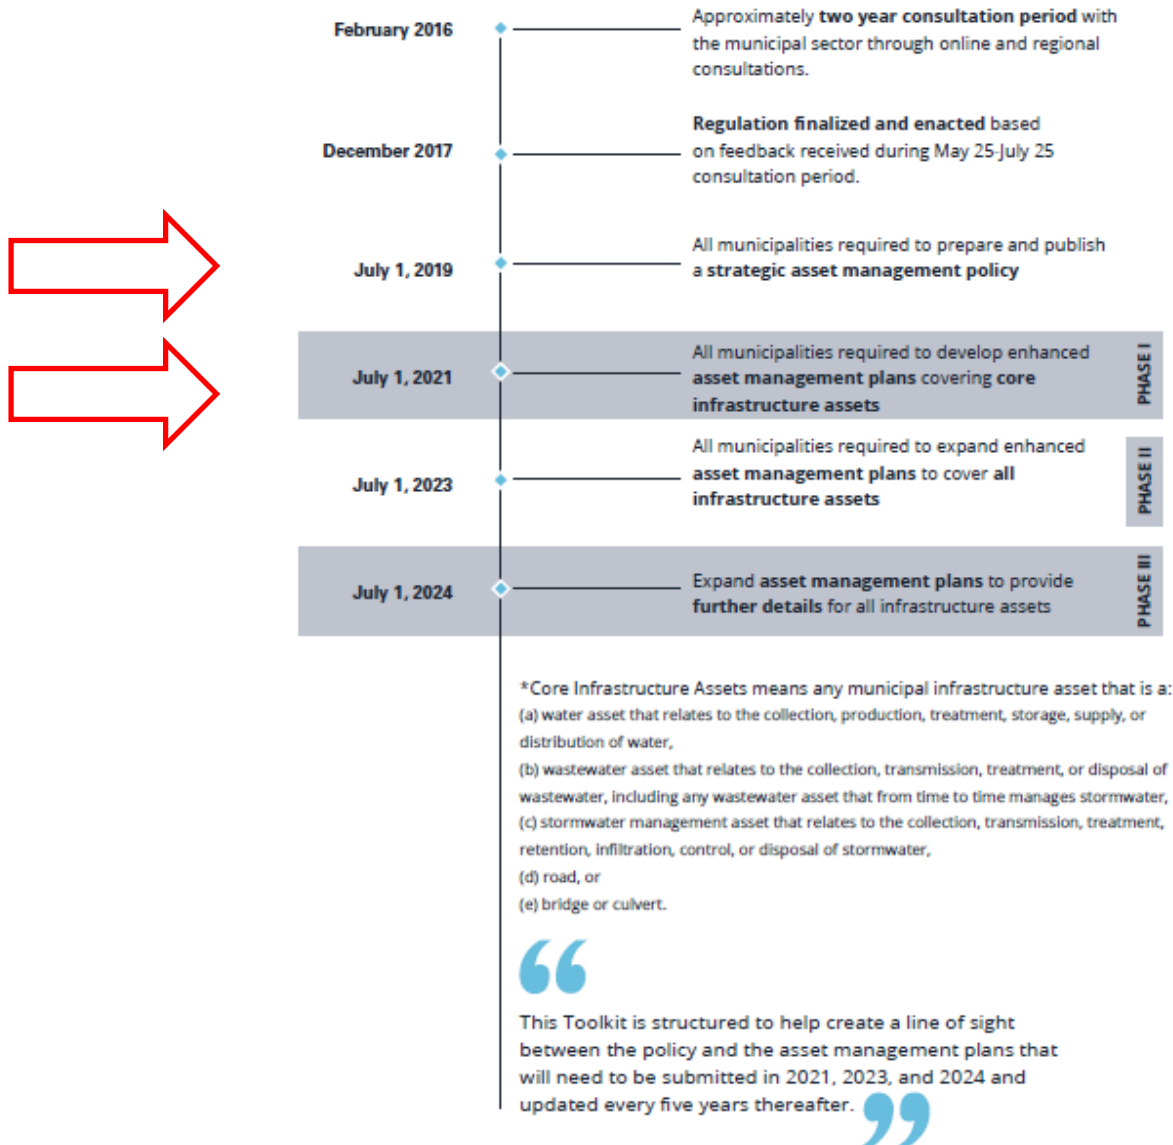 February 2016
Approximately two year consultation period with
the municipal sector through online and regional
consultations.
December 2017
Regulation finalized and enacted based
on feedback received during May 25-July 25
consultation period.
July 1, 2019
All municipalities required to prepare and publish
a strategic asset management policy
July 1, 2021
All municipalities required to develop enhanced
asset management plans covering core
infrastructure assets
PHASE I
July 1, 2023
All municipalities required to expand enhanced
asset management plans to cover all
infrastructure assets
PHASE II
July 1, 2024
Expand asset management plans to provide
further details for all infrastructure assets
PHASE III
*Core Infrastructure Assets means any municipal infrastructure asset that is a:
(a) water asset that relates to the collection, production, treatment, storage, supply, or
distribution of water,
(b) wastewater asset that relates to the collection, transmission, treatment, or disposal of
wastewater, including any wastewater asset that from time to time manages stormwater,
(c) stormwater management asset that relates to the collection, transmission, treatment,
retention, infiltration, control, or disposal of stormwater,
(d) road, or
(e) bridge or culvert.
“
This Toolkit is structured to help create a line of sight
between the policy and the asset management plans that
will need to be submitted in 2021, 2023, and 2024 and
updated every five years thereafter.
”